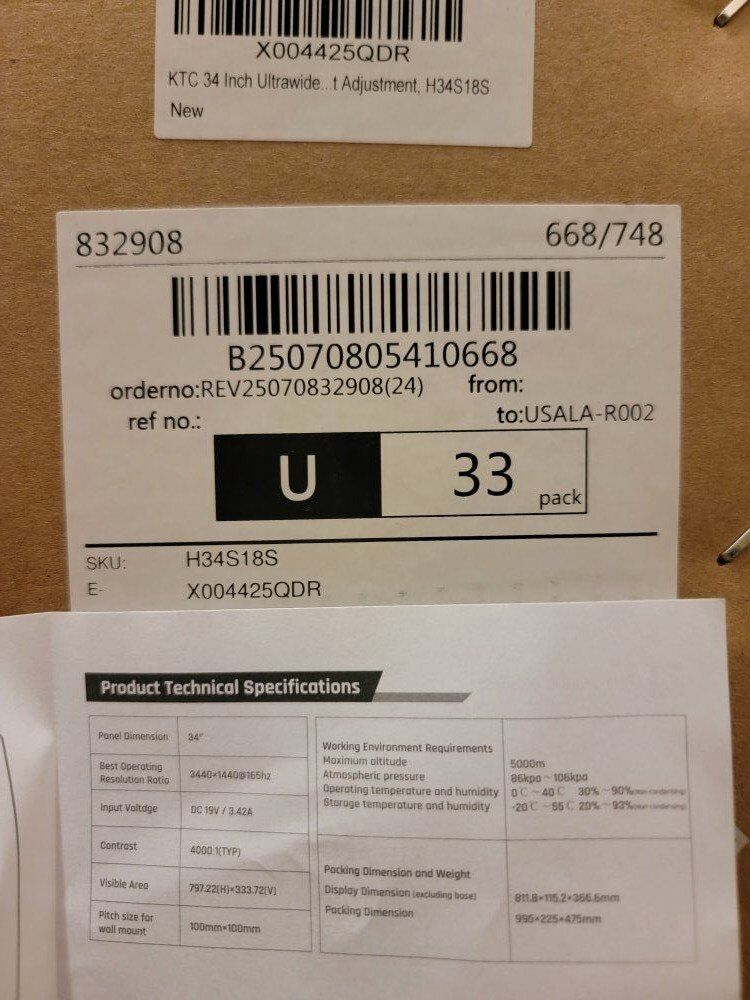 X004425QDR
KTC 34 Inch Ultrawide...t Adjustment, H34S18S
New
832908
668/748
B25070805410668
orderno:REV25070832908(24) from:
ref no.: to:USALA-R002
U 33 pack
SKU: H34S18S
E- X004425QDR
Product Technical Specifications
Panel Dimension 34"
Best Operating
Resolution Ratio 3440×1440@165hz
Input Voltage DC 19V / 3.42A
Contrast 4000:1(TYP)
Visible Area 797.22(H)×333.72(V)
Pitch size for
wall mount 100mm×100mm
Working Environment Requirements
Maximum altitude 5000m
Atmospheric pressure 86kpa ~ 106kpa
Operating temperature and humidity 0℃ ~ 40℃ 30% ~ 90%(non-condensing)
Storage temperature and humidity -20℃ ~ 55℃ 20% ~ 93%(non-condensing)
Packing Dimension and Weight
Display Dimension (excluding base) 811.8×115.2×366.6mm
Packing Dimension 995×225×475mm